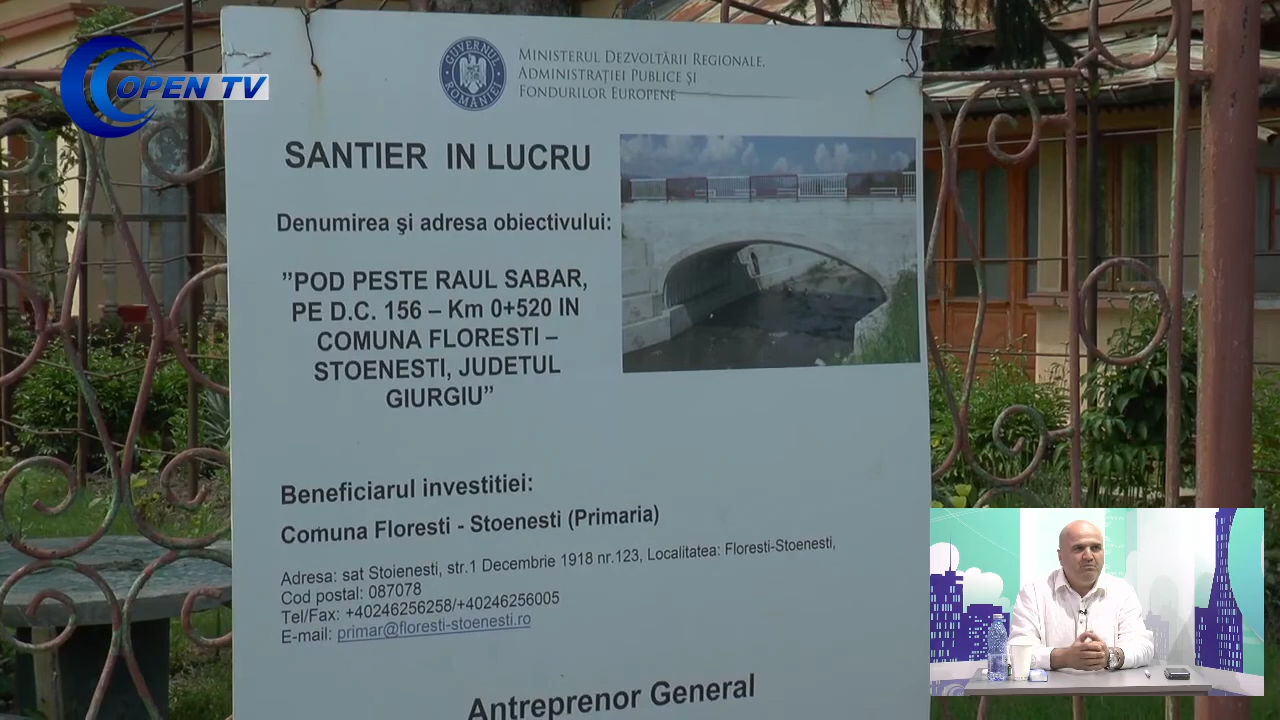 OPEN TV
GUVERNUL ROMÂNIEI
MINISTERUL DEZVOLTĂRII REGIONALE,
ADMINISTRAȚIEI PUBLICE ȘI
FONDURILOR EUROPENE
SANTIER IN LUCRU
Denumirea şi adresa obiectivului:
”POD PESTE RAUL SABAR,
PE D.C. 156 – Km 0+520 IN
COMUNA FLORESTI –
STOENESTI, JUDETUL
GIURGIU”
Beneficiarul investitiei:
Comuna Floresti - Stoenesti (Primaria)
Adresa: sat Stoienesti, str.1 Decembrie 1918 nr.123, Localitatea: Floresti-Stoenesti,
Cod postal: 087078
Tel/Fax: +40246256258/+40246256005
E-mail: primar@floresti-stoenesti.ro
Antreprenor General